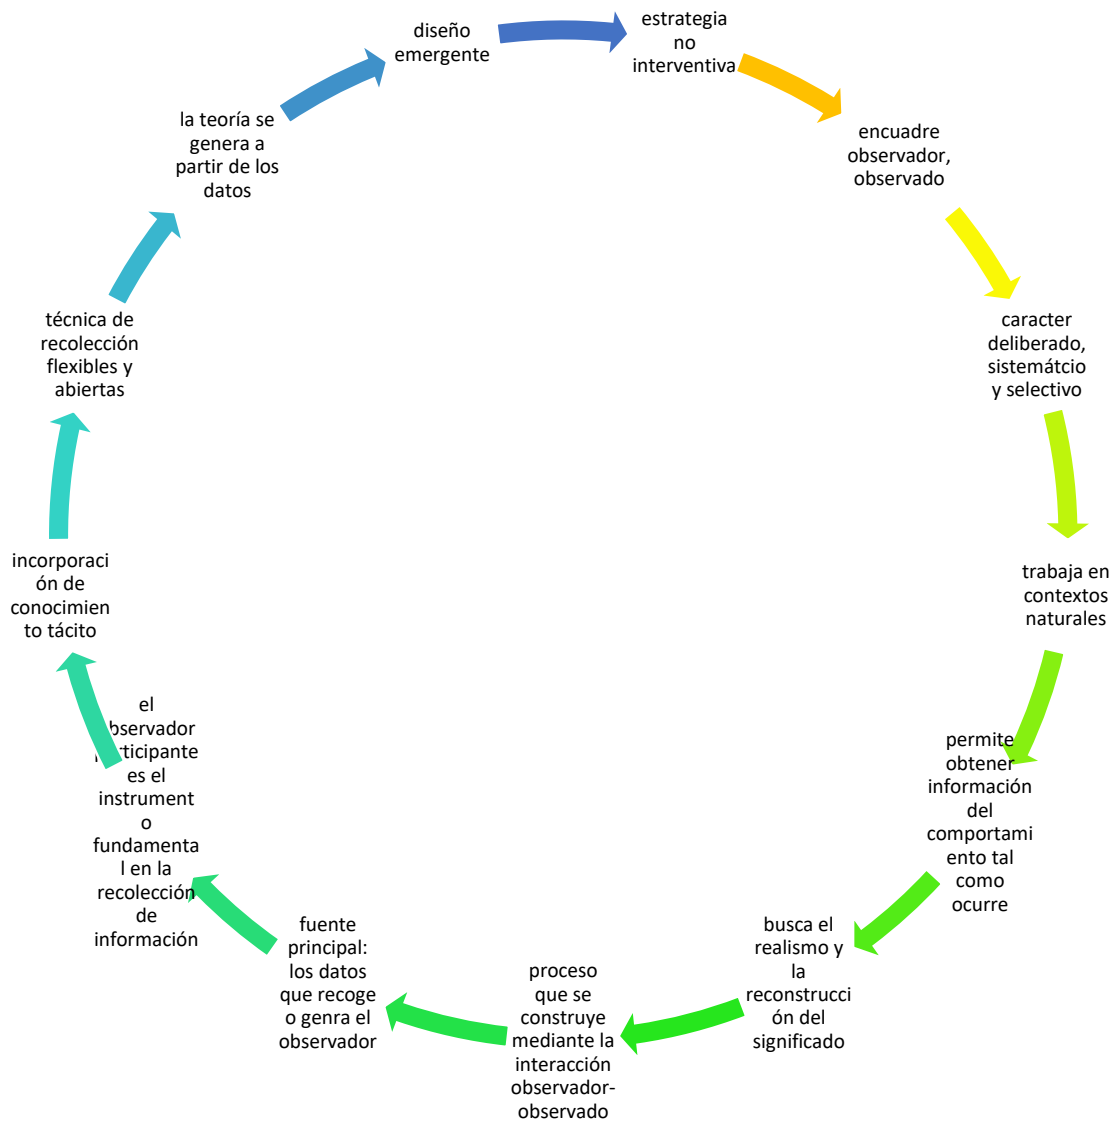 estrategia
no
interventiva
encuadre
observador,
observado
caracter
deliberado,
sistemátcio
y selectivo
trabaja en
contextos
naturales
permite
obtener
información
del
comportami
ento tal
como
ocurre
busca el
realismo y
la
reconstrucci
ón del
significado
proceso
que se
construye
mediante la
interacción
observador-
observado
fuente
principal:
los datos
que recoge
o genra el
observador
el
observador
participante
es el
instrument
o
fundamenta
l en la
recolección
de
información
incorporaci
ón de
conocimien
to tácito
técnica de
recolección
flexibles y
abiertas
la teoría se
genera a
partir de los
datos
diseño
emergente